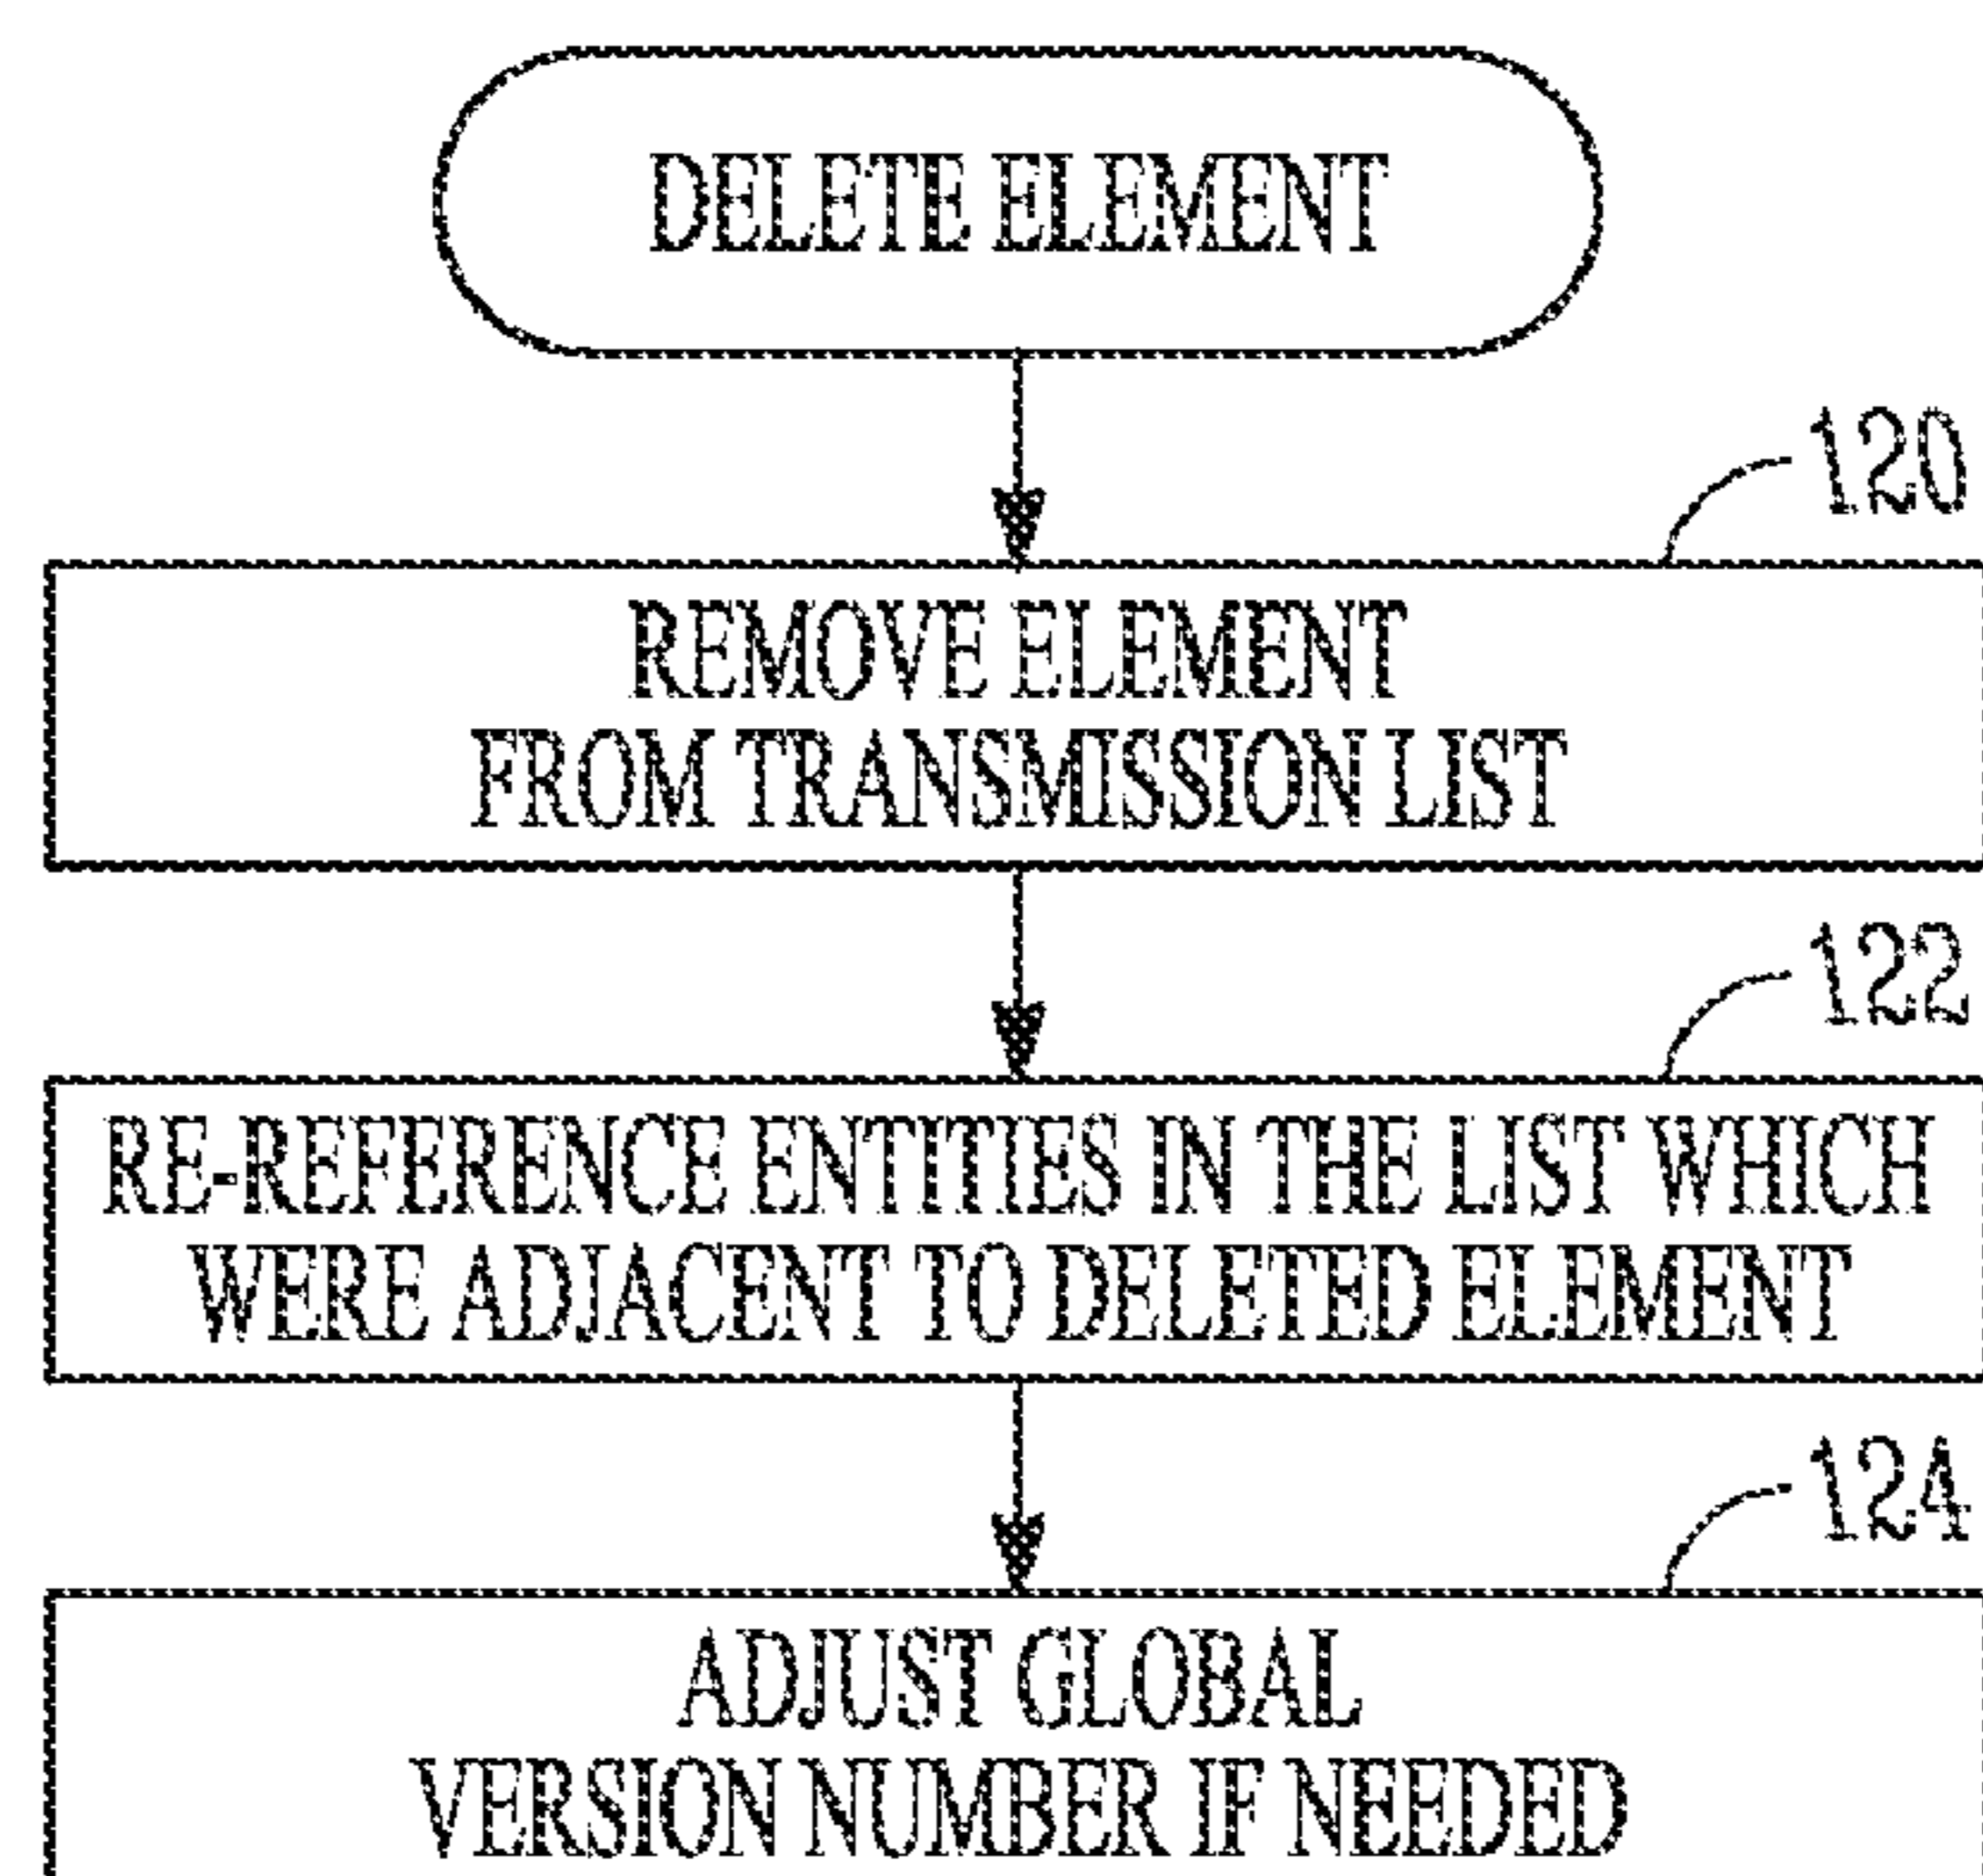 DELETE ELEMENT
120
REMOVE ELEMENT
FROM TRANSMISSION LIST
122
RE-REFERENCE ENTITIES IN THE LIST WHICH
WERE ADJACENT TO DELETED ELEMENT
124
ADJUST GLOBAL
VERSION NUMBER IF NEEDED